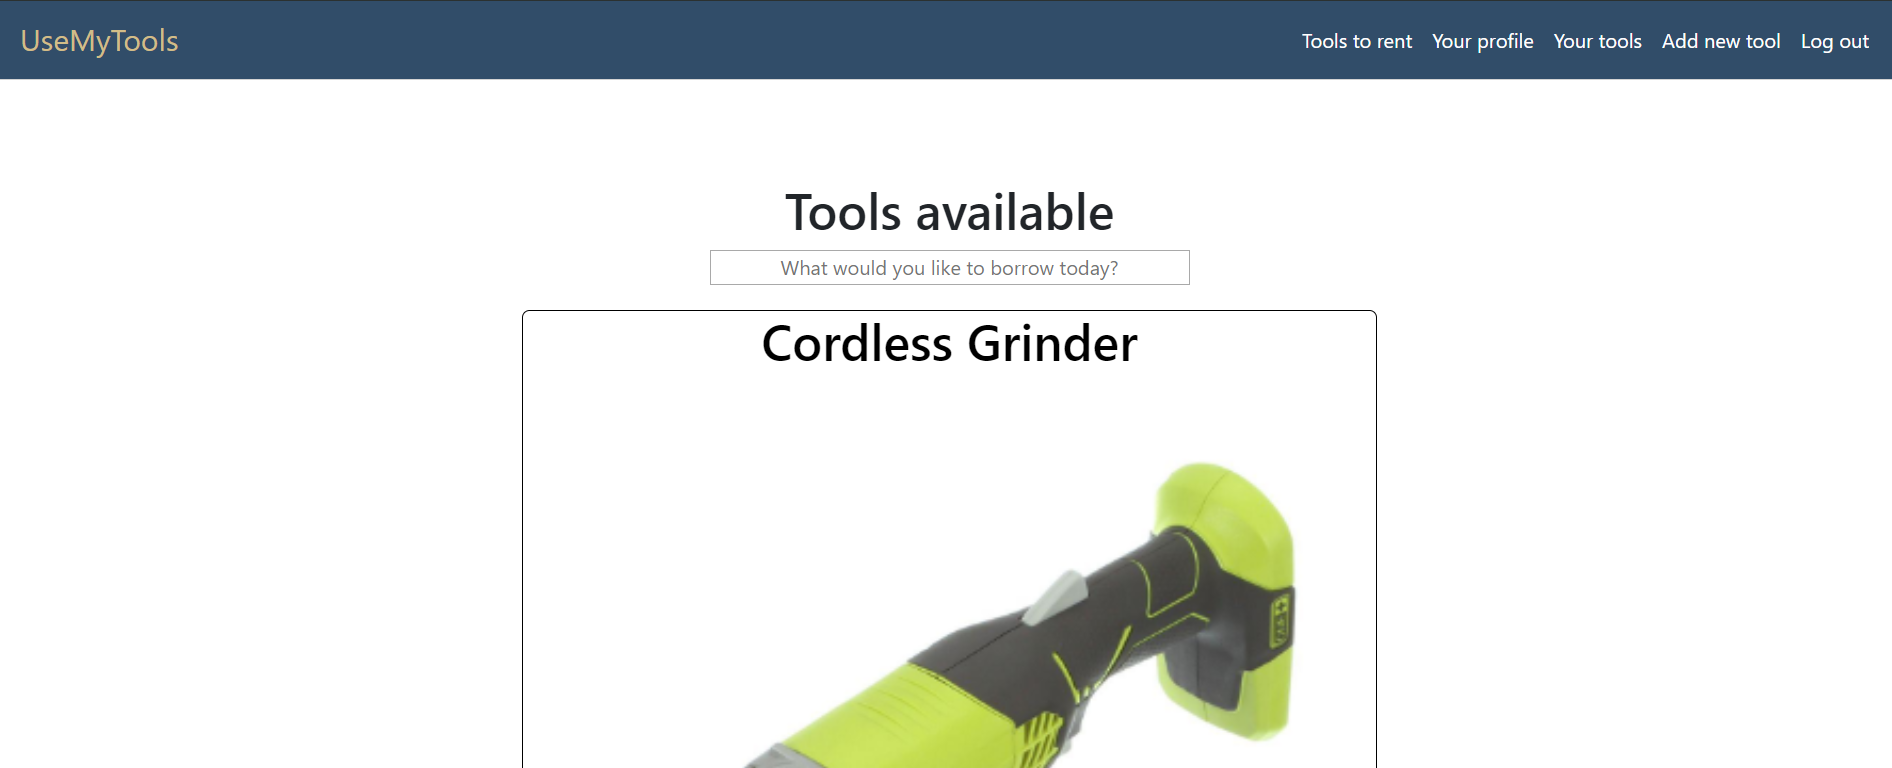 UseMyTools
Tools to rent Your profile Your tools Add new tool Log out
Tools available
What would you like to borrow today?
Cordless Grinder